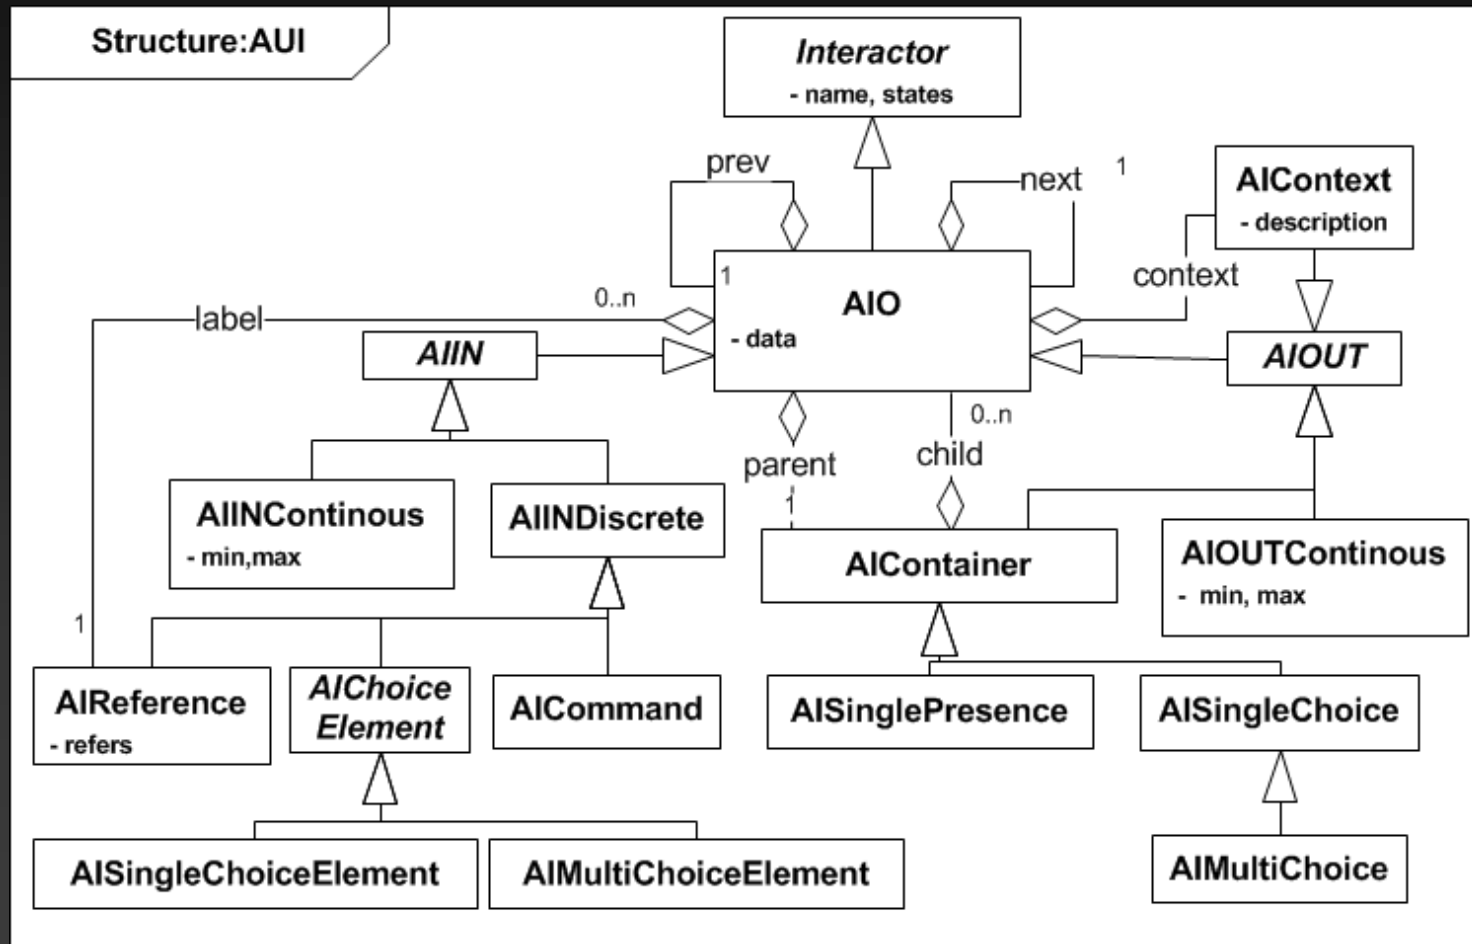 Structure:AUI
Interactor
- name, states
prev
next
1
AIContext
- description
1
AIO
- data
context
0..n
label
AIIN
AIOUT
0..n
parent
child
1
AIINContinous
- min,max
AIINDiscrete
AIContainer
AIOUTContinous
- min, max
1
AIReference
- refers
AIChoice
Element
AICommand
AISinglePresence
AISingleChoice
AISingleChoiceElement
AIMultiChoiceElement
AIMultiChoice